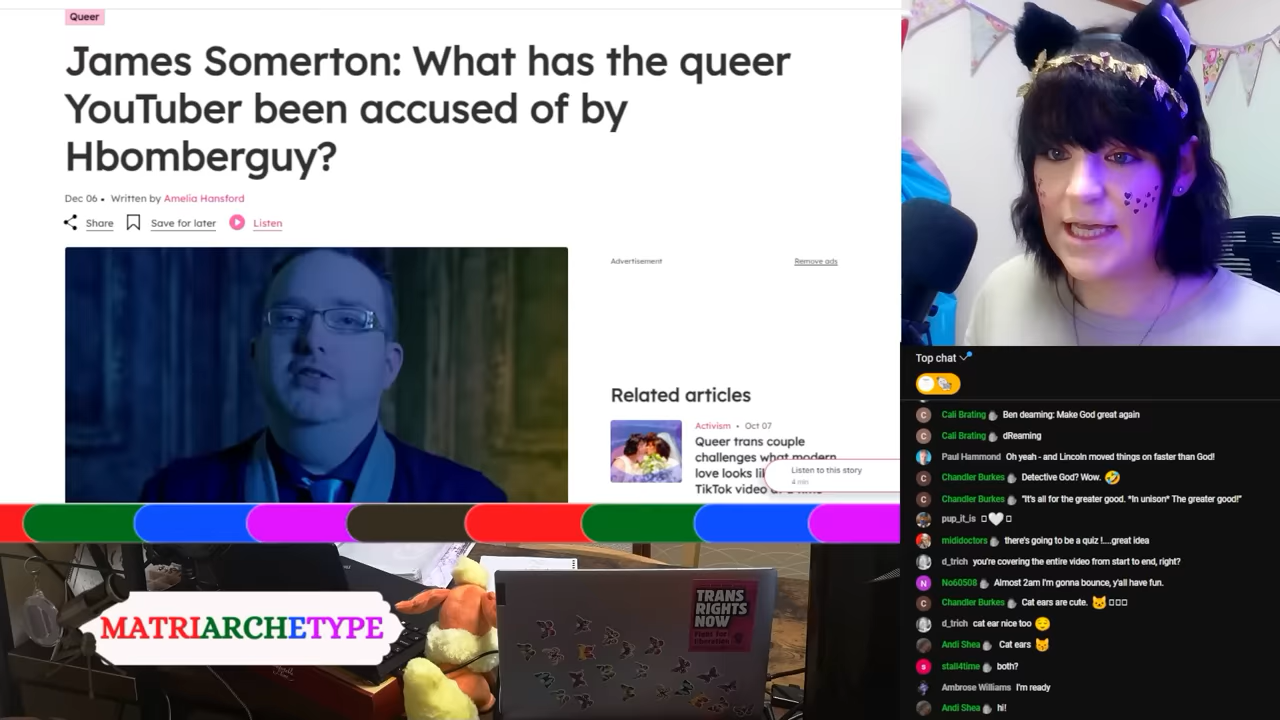 Queer
James Somerton: What has the queer
YouTuber been accused of by
Hbomberguy?
Dec 06 • Written by Amelia Hansford
Share
Save for later
Listen
Advertisement
Remove ads
Related articles
Activism • Oct 07
Queer trans couple
challenges what modern
love looks
TikTok video
Listen to this story
4 min
MATRIARCHETYPE
TRANS
RIGHTS
NOW
Fight for
liberation
Top chat
C Cali Brating Ben deaming: Make God great again
C Cali Brating dReaming
Paul Hammond Oh yeah - and Lincoln moved things on faster than God!
C Chandler Burkes Detective God? Wow. 🤣
C Chandler Burkes "It's all for the greater good. *In unison* The greater good!"
pup_it_is 🤍
mididoctors there's going to be a quiz !....great idea
d_trich you're covering the entire video from start to end, right?
N No60508 Almost 2am I'm gonna bounce, y'all have fun.
C Chandler Burkes Cat ears are cute. 😼
d_trich cat ear nice too 😌
Andi Shea Cat ears 😼
s stall4time both?
Ambrose Williams I'm ready
Andi Shea hi!